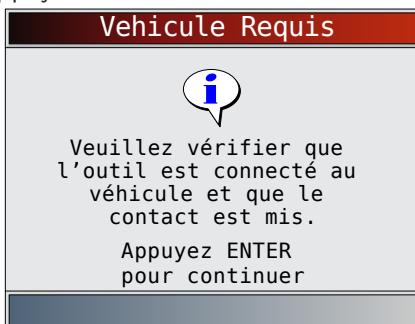 Vehicule Requis
i
Veuillez vérifier que
l'outil est connecté au
véhicule et que le
contact est mis.
Appuyez ENTER
pour continuer